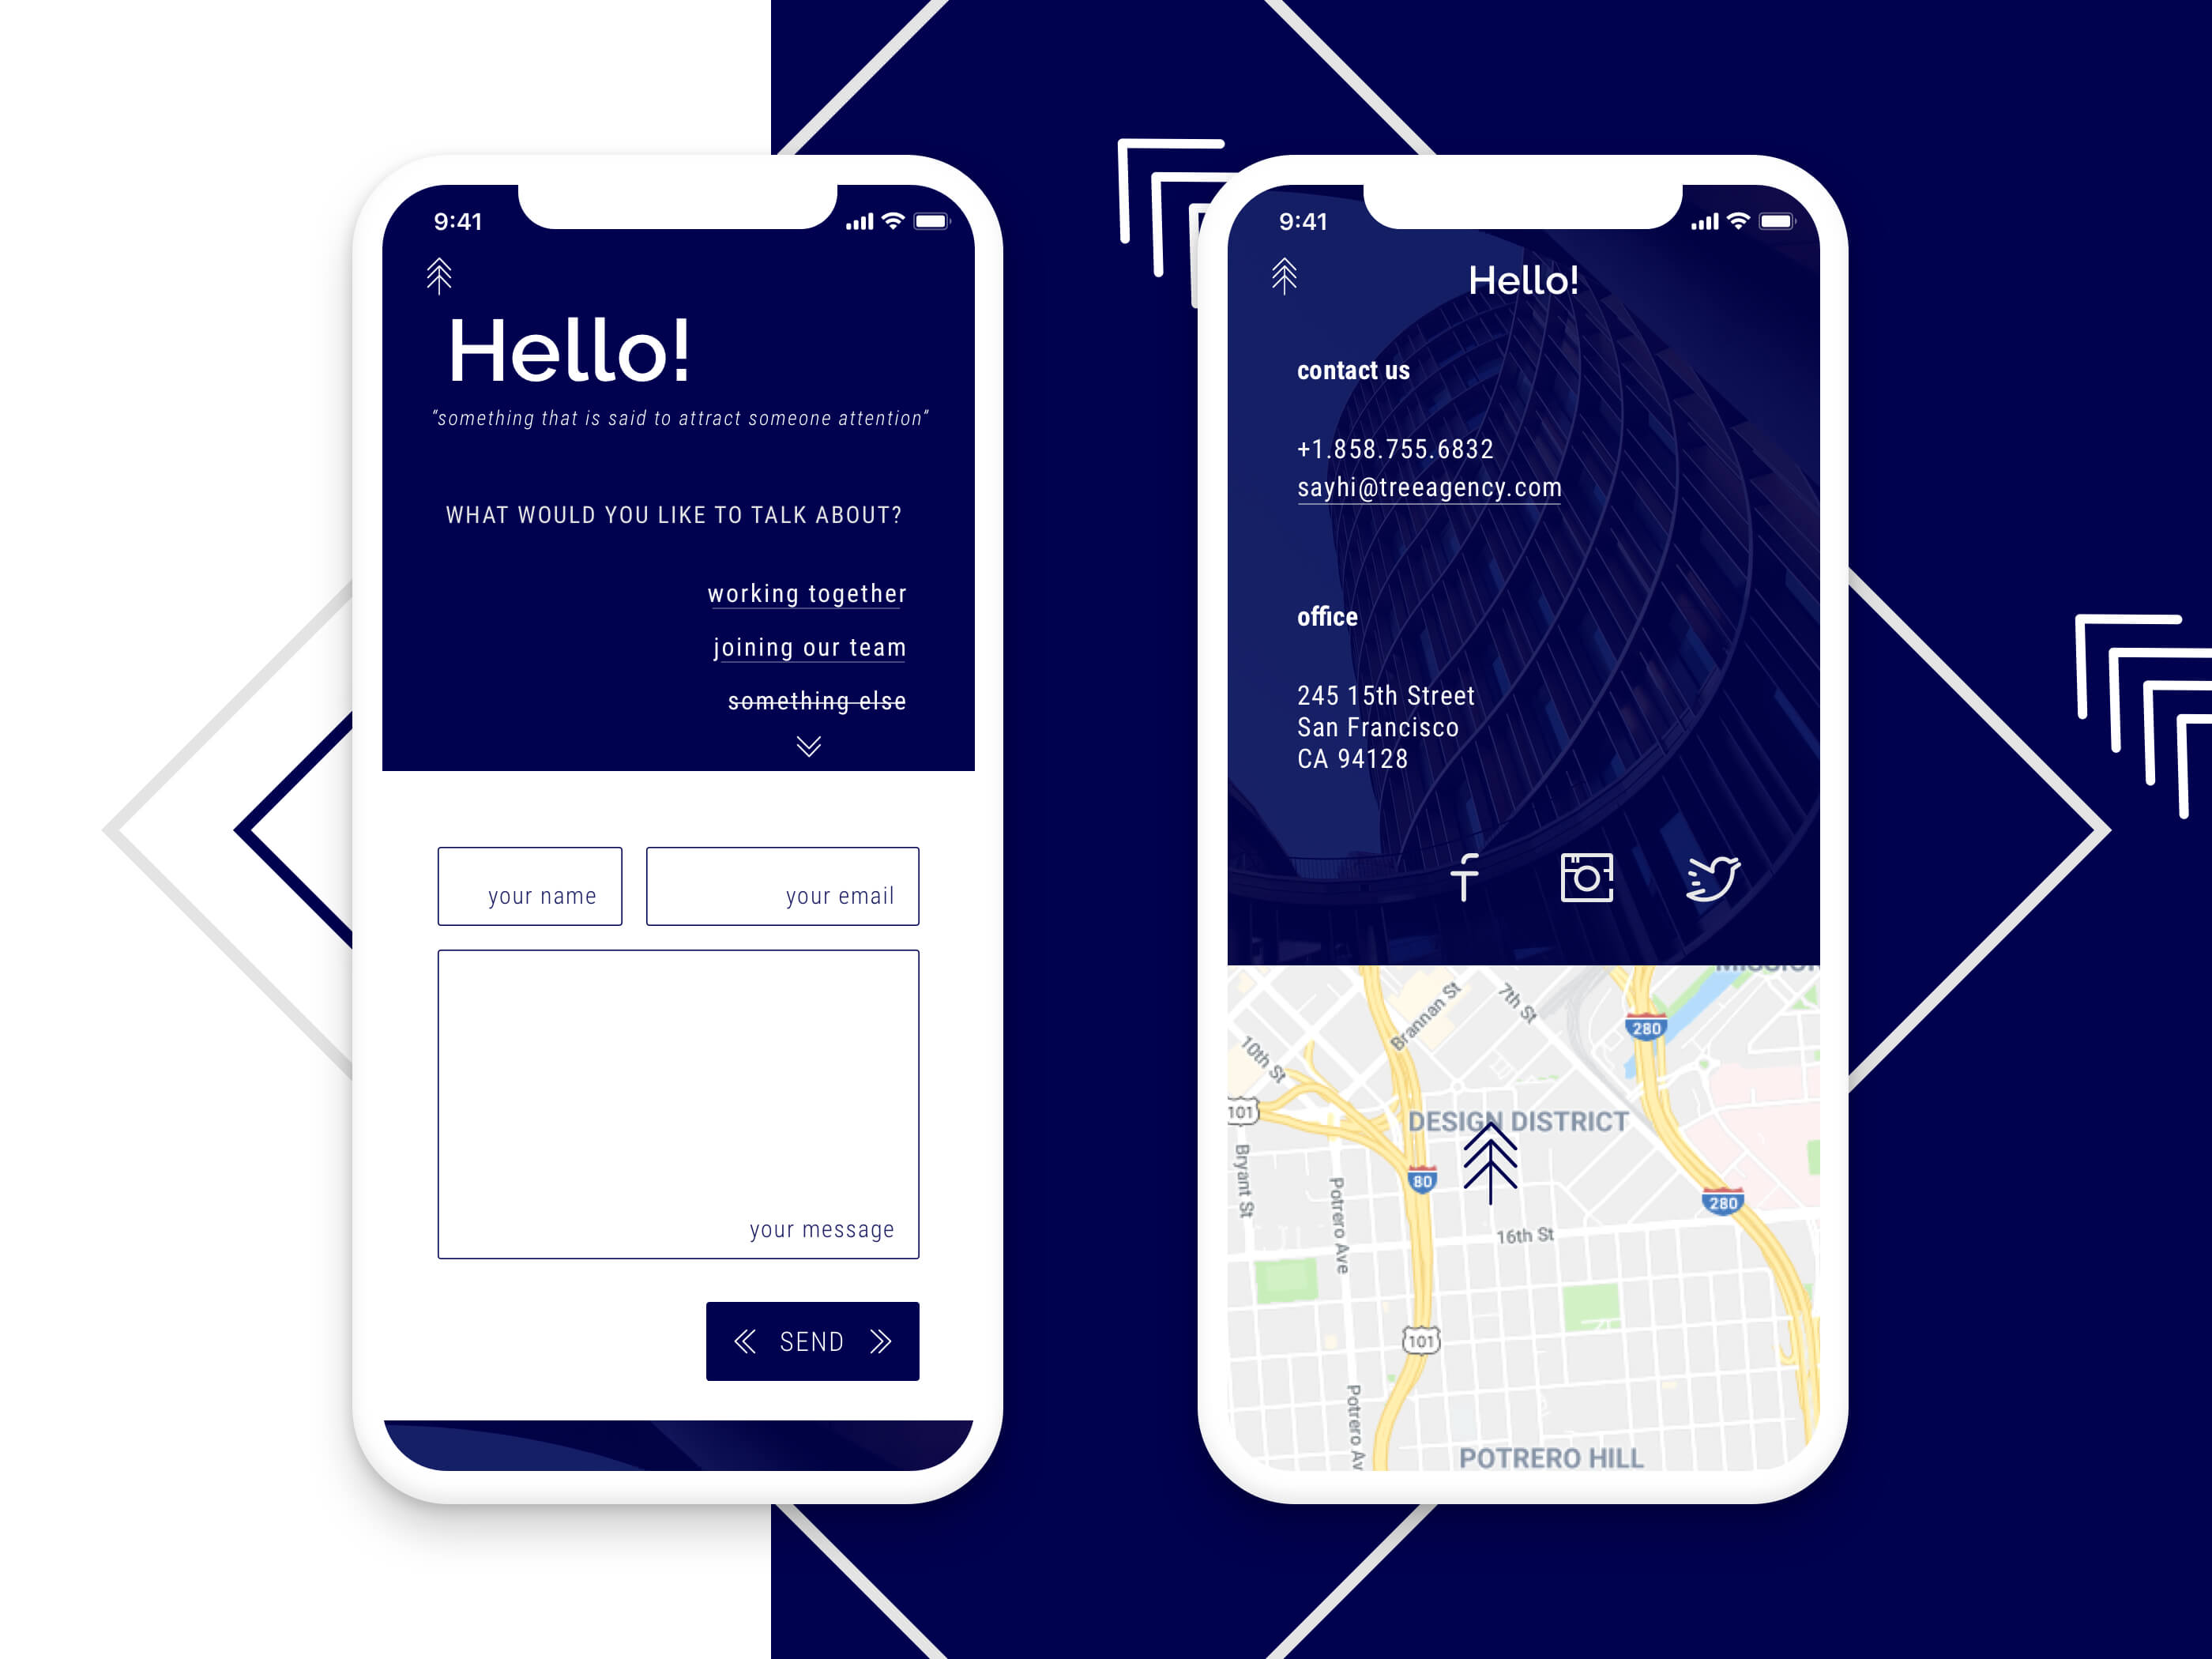 9:41
Hello!
"something that is said to attract someone attention"
WHAT WOULD YOU LIKE TO TALK ABOUT?
working together
joining our team
something else
your name
your email
your message
SEND
9:41
Hello!
contact us
+1.858.755.6832
sayhi@treeagency.com
office
245 15th Street
San Francisco
CA 94128
MISSION
Brannan St
7th St
280
10th St
101
DESIGN DISTRICT
Bryant St
Potrero Ave
80
280
16th St
101
Potrero Av
POTRERO HILL